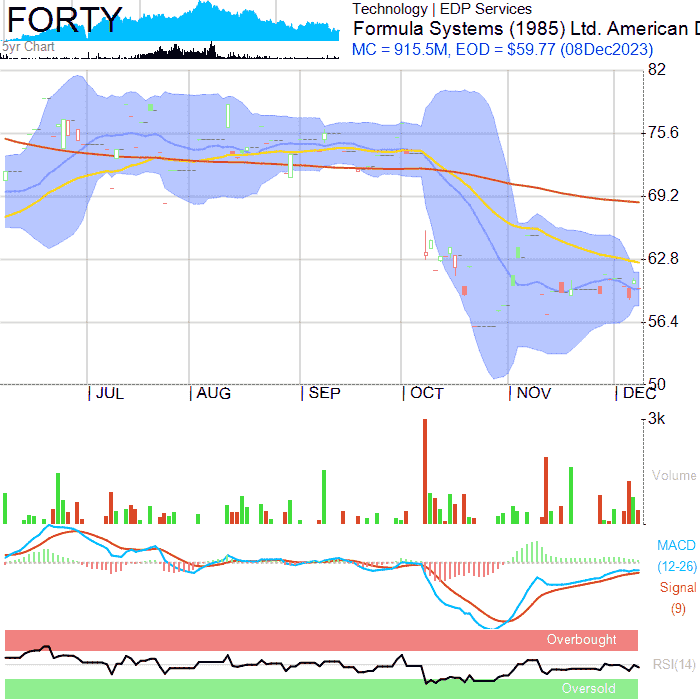 FORTY
5yr Chart
Technology | EDP Services
Formula Systems (1985) Ltd. American D
MC = 915.5M, EOD = $59.77 (08Dec2023)
82
75.6
69.2
62.8
56.4
50
JUL AUG SEP OCT NOV DEC
3k
Volume
MACD
(12-26)
Signal
(9)
Overbought
RSI(14)
Oversold